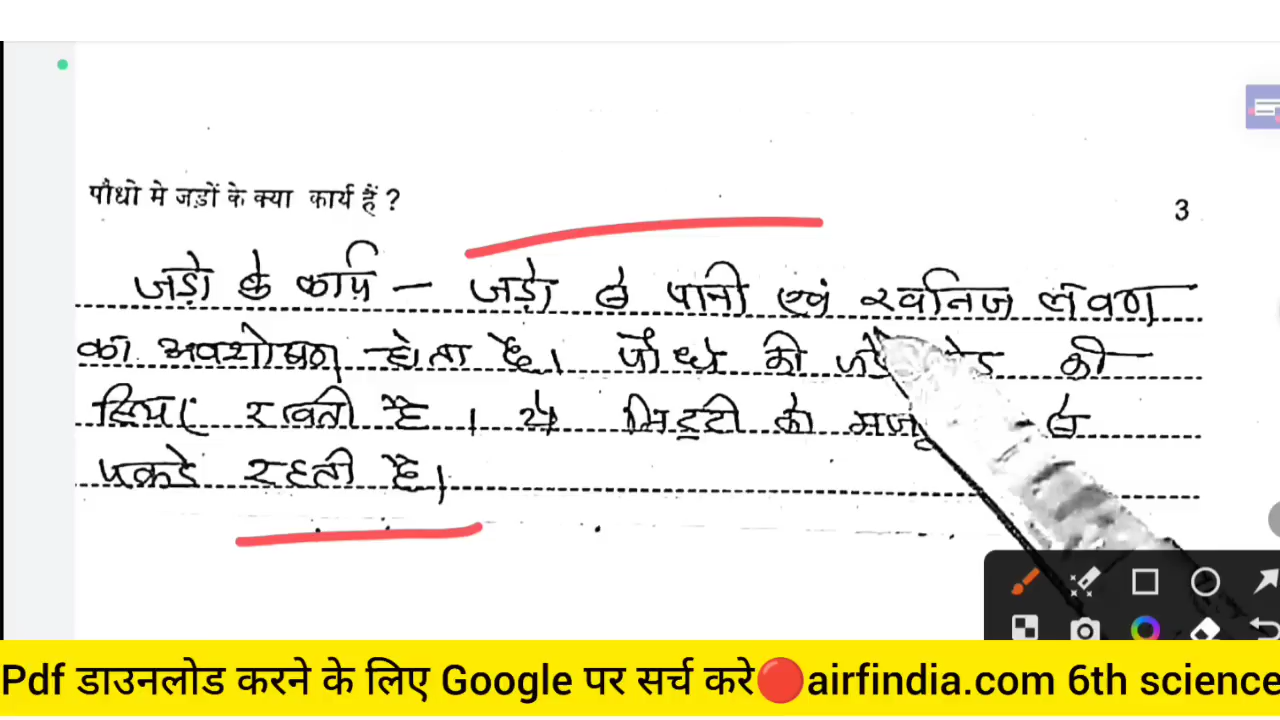 पौधो मे जड़ों के क्या कार्य हैं ?
3
जड़ो के कार्य – जड़ो से पानी एवं खनिज लवण
का अवशोषण होता है। पौधे की की
स्थिर रखती है । ये मिट्टी को से
पकडे रहती है।
Pdf डाउनलोड करने के लिए Google पर सर्च करे🔴airfindia.com 6th science